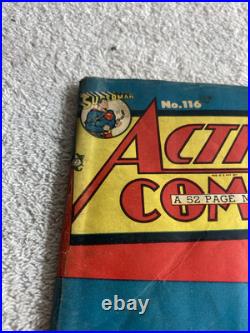 SUPERMAN
No.116
ACTI
COM
A 52 PAGE